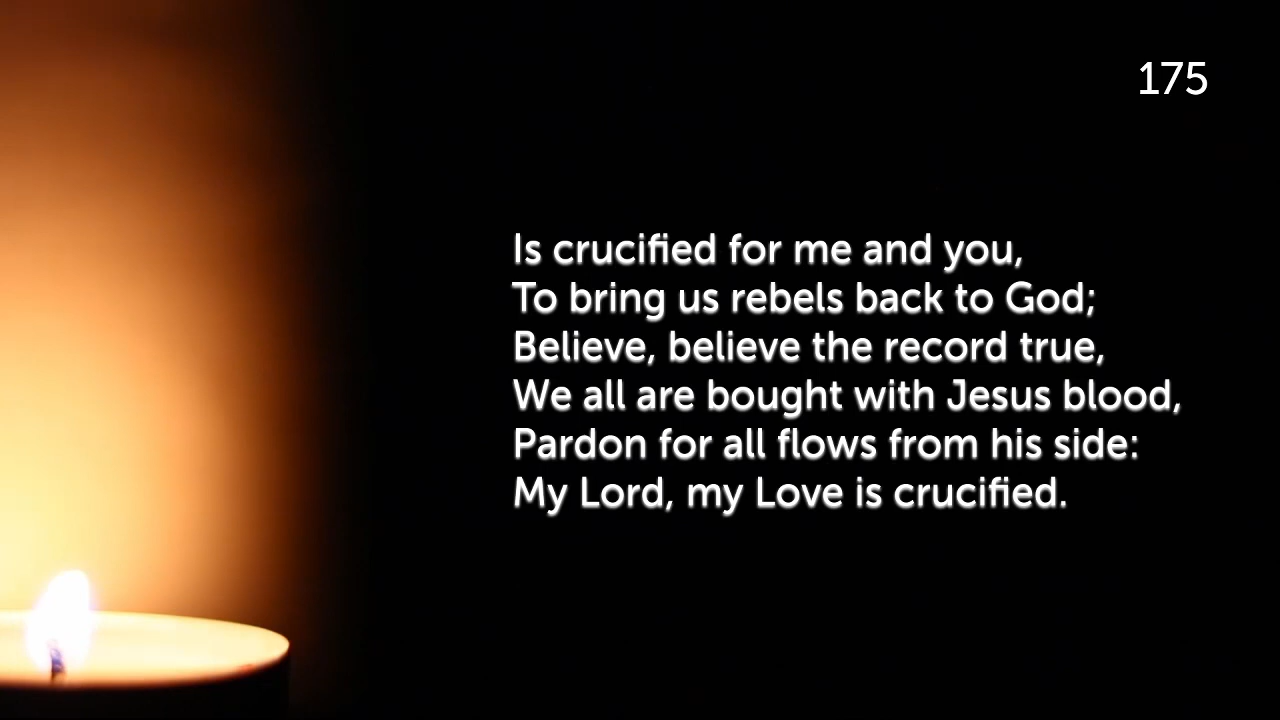 175
Is crucified for me and you,
To bring us rebels back to God;
Believe, believe the record true,
We all are bought with Jesus blood,
Pardon for all flows from his side:
My Lord, my Love is crucified.